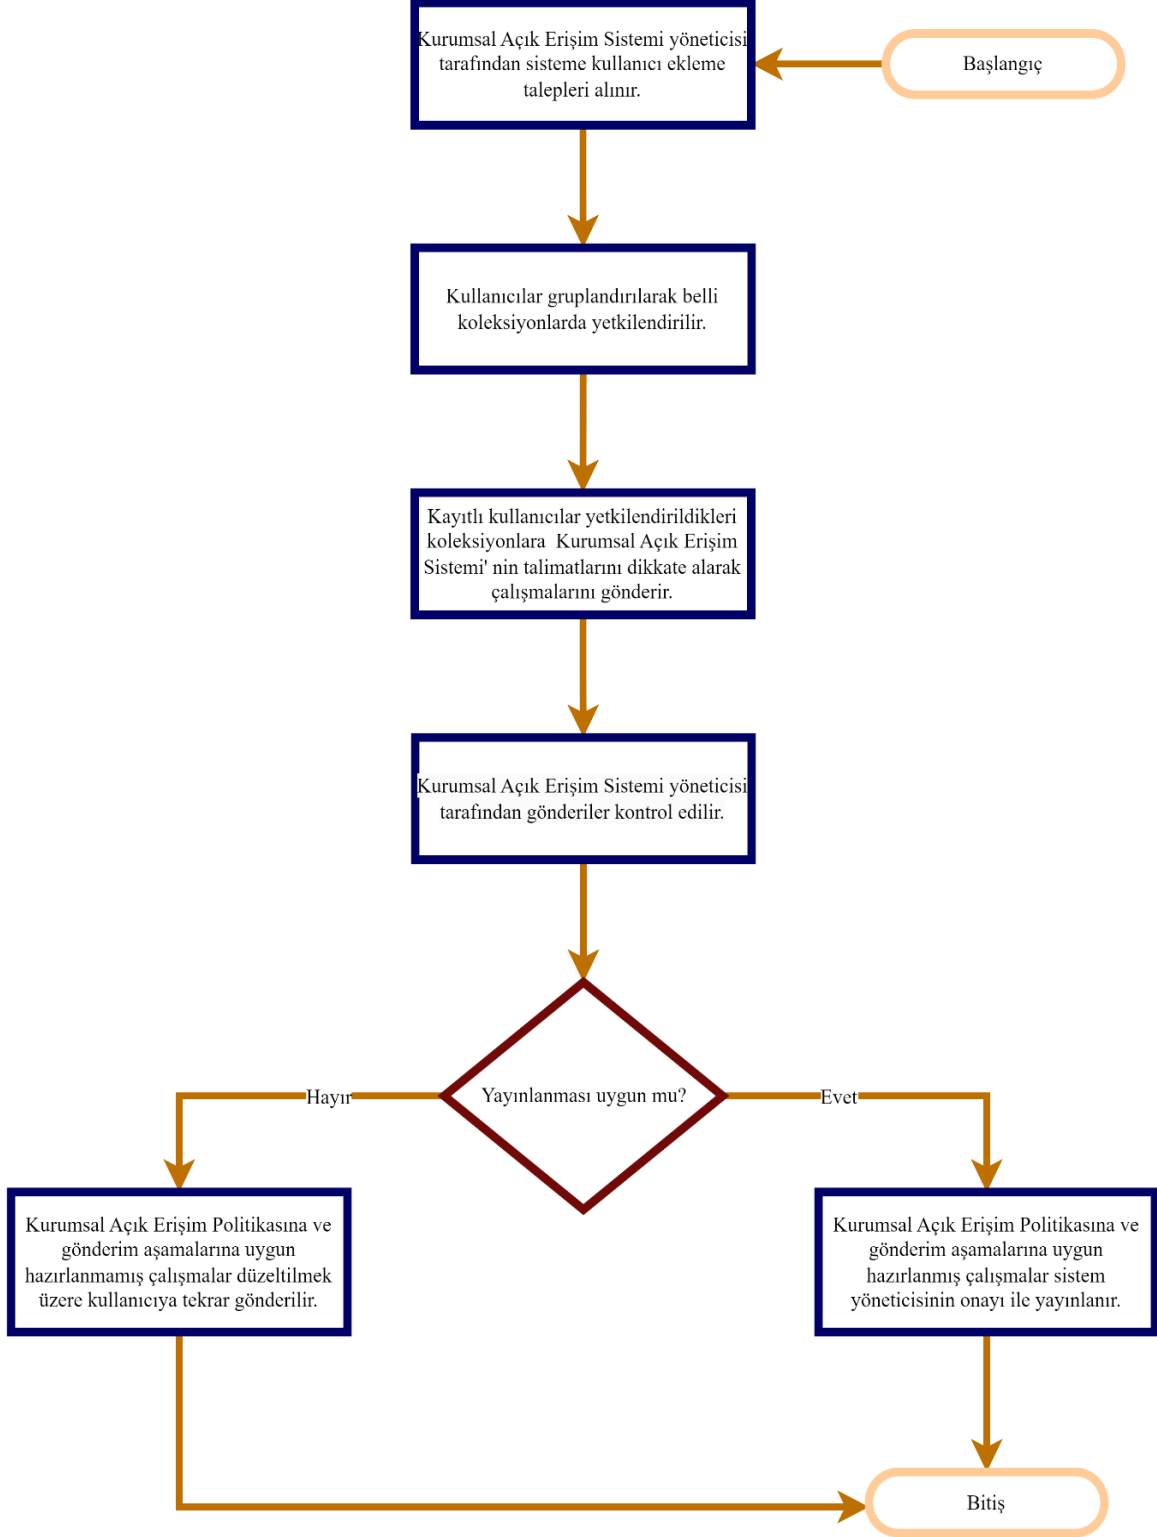 Başlangıç
Kurumsal Açık Erişim Sistemi yöneticisi
tarafından sisteme kullanıcı ekleme
talepleri alınır.
Kullanıcılar gruplandırılarak belli
koleksiyonlarda yetkilendirilir.
Kayıtlı kullanıcılar yetkilendirildikleri
koleksiyonlara  Kurumsal Açık Erişim
Sistemi' nin talimatlarını dikkate alarak
çalışmalarını gönderir.
Kurumsal Açık Erişim Sistemi yöneticisi
tarafından gönderiler kontrol edilir.
Yayınlanması uygun mu?
Hayır
Evet
Kurumsal Açık Erişim Politikasına ve
gönderim aşamalarına uygun
hazırlanmamış çalışmalar düzeltilmek
üzere kullanıcıya tekrar gönderilir.
Kurumsal Açık Erişim Politikasına ve
gönderim aşamalarına uygun
hazırlanmış çalışmalar sistem
yöneticisinin onayı ile yayınlanır.
Bitiş